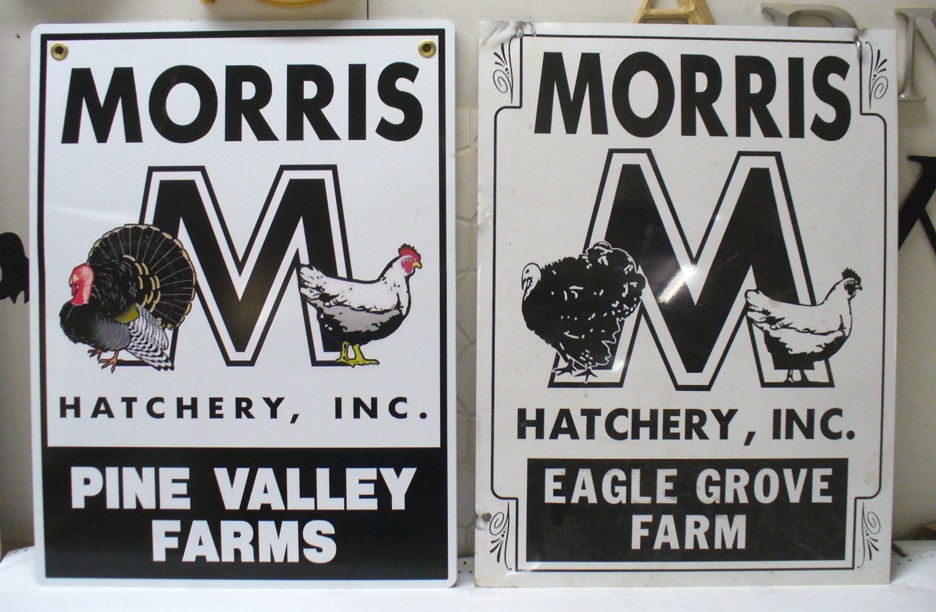 MORRIS
M
HATCHERY, INC.
PINE VALLEY
FARMS
MORRIS
M
HATCHERY, INC.
EAGLE GROVE
FARM